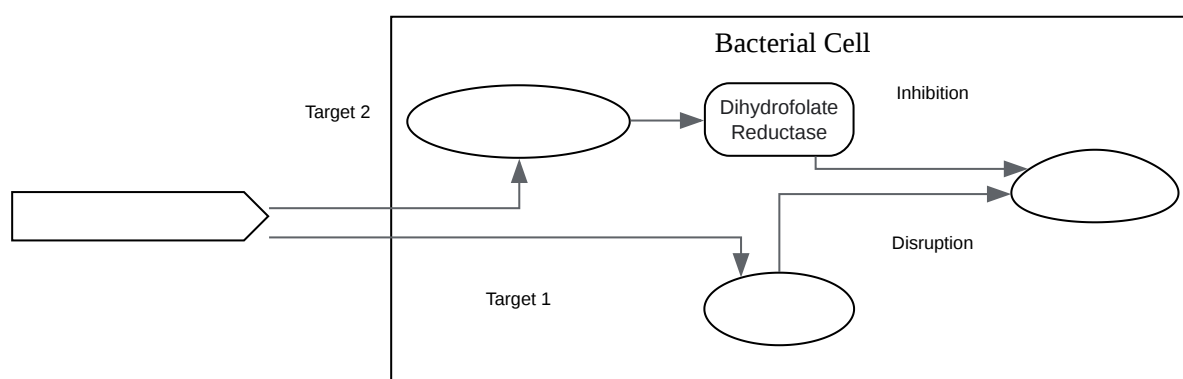 Bacterial Cell
Target 2
Dihydrofolate
Reductase
Inhibition
Disruption
Target 1